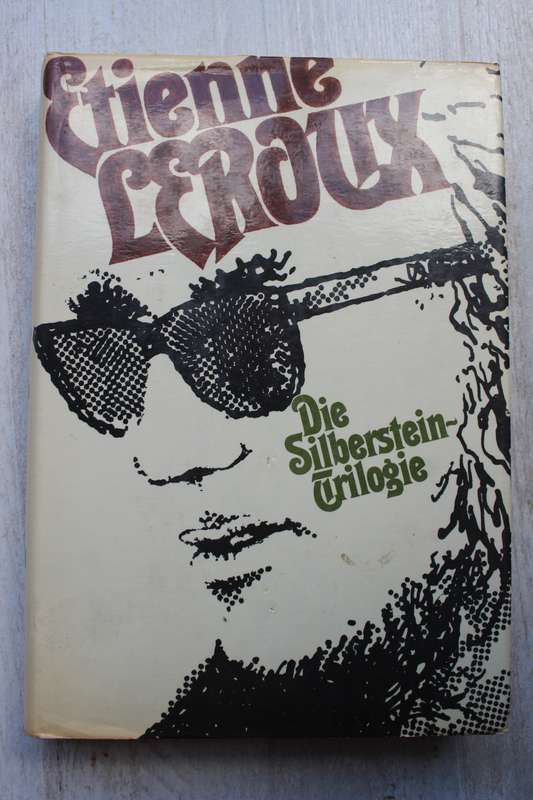 Etienne
LEROUX
Die
Silberstein-
Trilogie